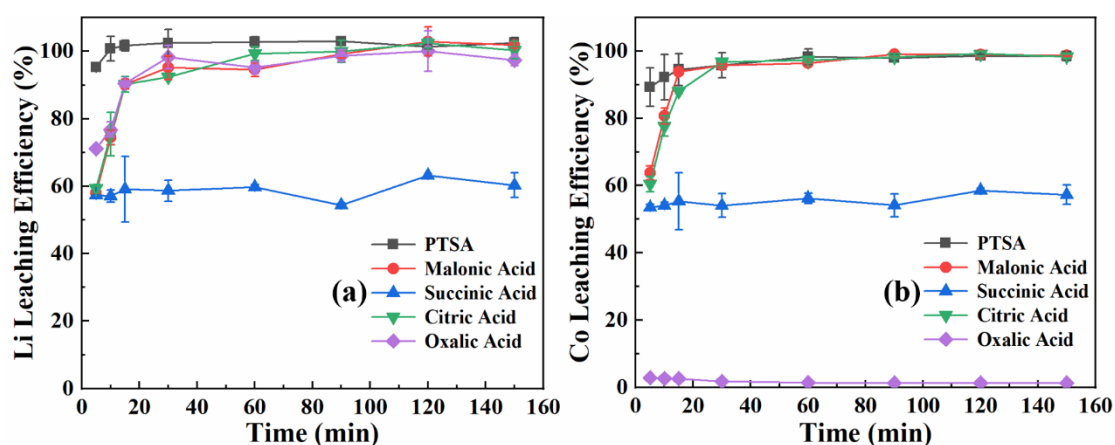 Li Leaching Efficiency (%)
100
80
60
40
20
0
0 20 40 60 80 100 120 140 160
Time (min)
(a)
PTSA
Malonic Acid
Succinic Acid
Citric Acid
Oxalic Acid
Co Leaching Efficiency (%)
100
80
60
40
20
0
0 20 40 60 80 100 120 140 160
Time (min)
(b)
PTSA
Malonic Acid
Succinic Acid
Citric Acid
Oxalic Acid